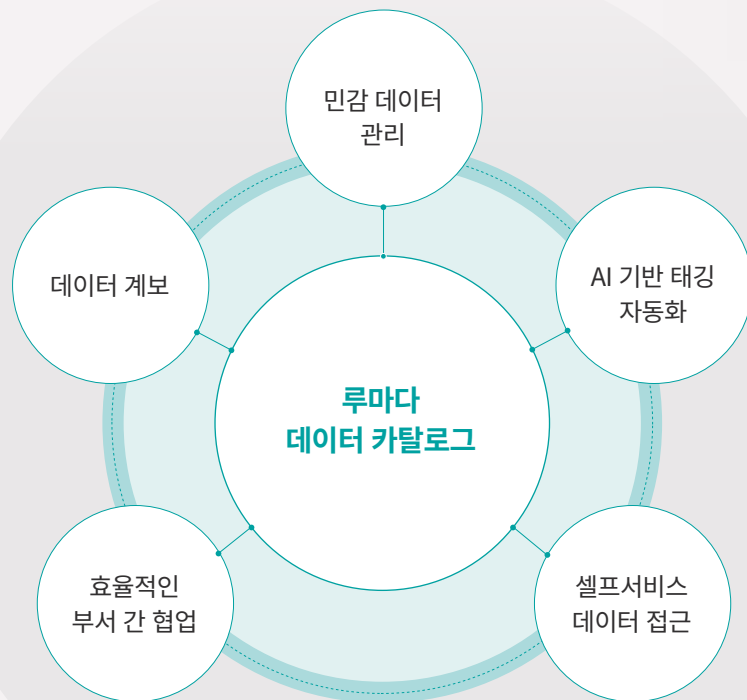 민감 데이터
관리
데이터 계보
AI 기반 태깅
자동화
루마다
데이터 카탈로그
효율적인
부서 간 협업
셀프서비스
데이터 접근